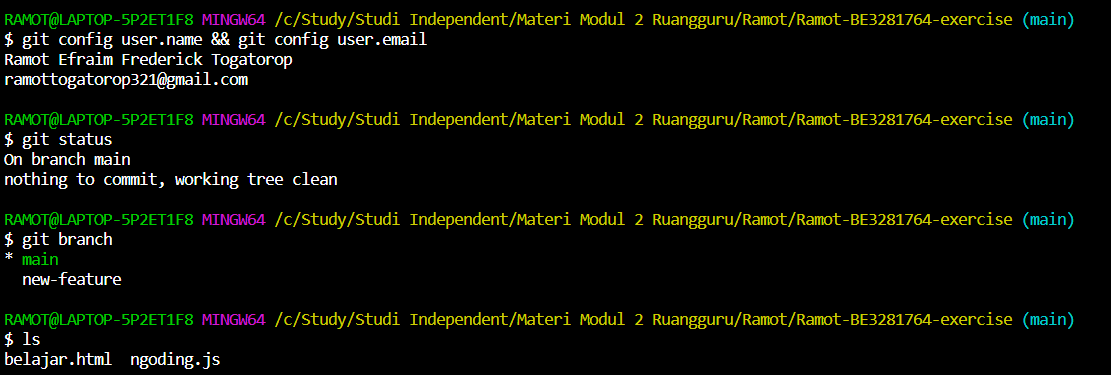 RAMOT@LAPTOP-5P2ET1F8 MINGW64 /c/Study/Studi Independent/Materi Modul 2 Ruangguru/Ramot/Ramot-BE3281764-exercise (main)
$ git config user.name && git config user.email
Ramot Efraim Frederick Togatorop
ramottogatorop321@gmail.com
RAMOT@LAPTOP-5P2ET1F8 MINGW64 /c/Study/Studi Independent/Materi Modul 2 Ruangguru/Ramot/Ramot-BE3281764-exercise (main)
$ git status
On branch main
nothing to commit, working tree clean
RAMOT@LAPTOP-5P2ET1F8 MINGW64 /c/Study/Studi Independent/Materi Modul 2 Ruangguru/Ramot/Ramot-BE3281764-exercise (main)
$ git branch
* main
  new-feature
RAMOT@LAPTOP-5P2ET1F8 MINGW64 /c/Study/Studi Independent/Materi Modul 2 Ruangguru/Ramot/Ramot-BE3281764-exercise (main)
$ ls
belajar.html  ngoding.js